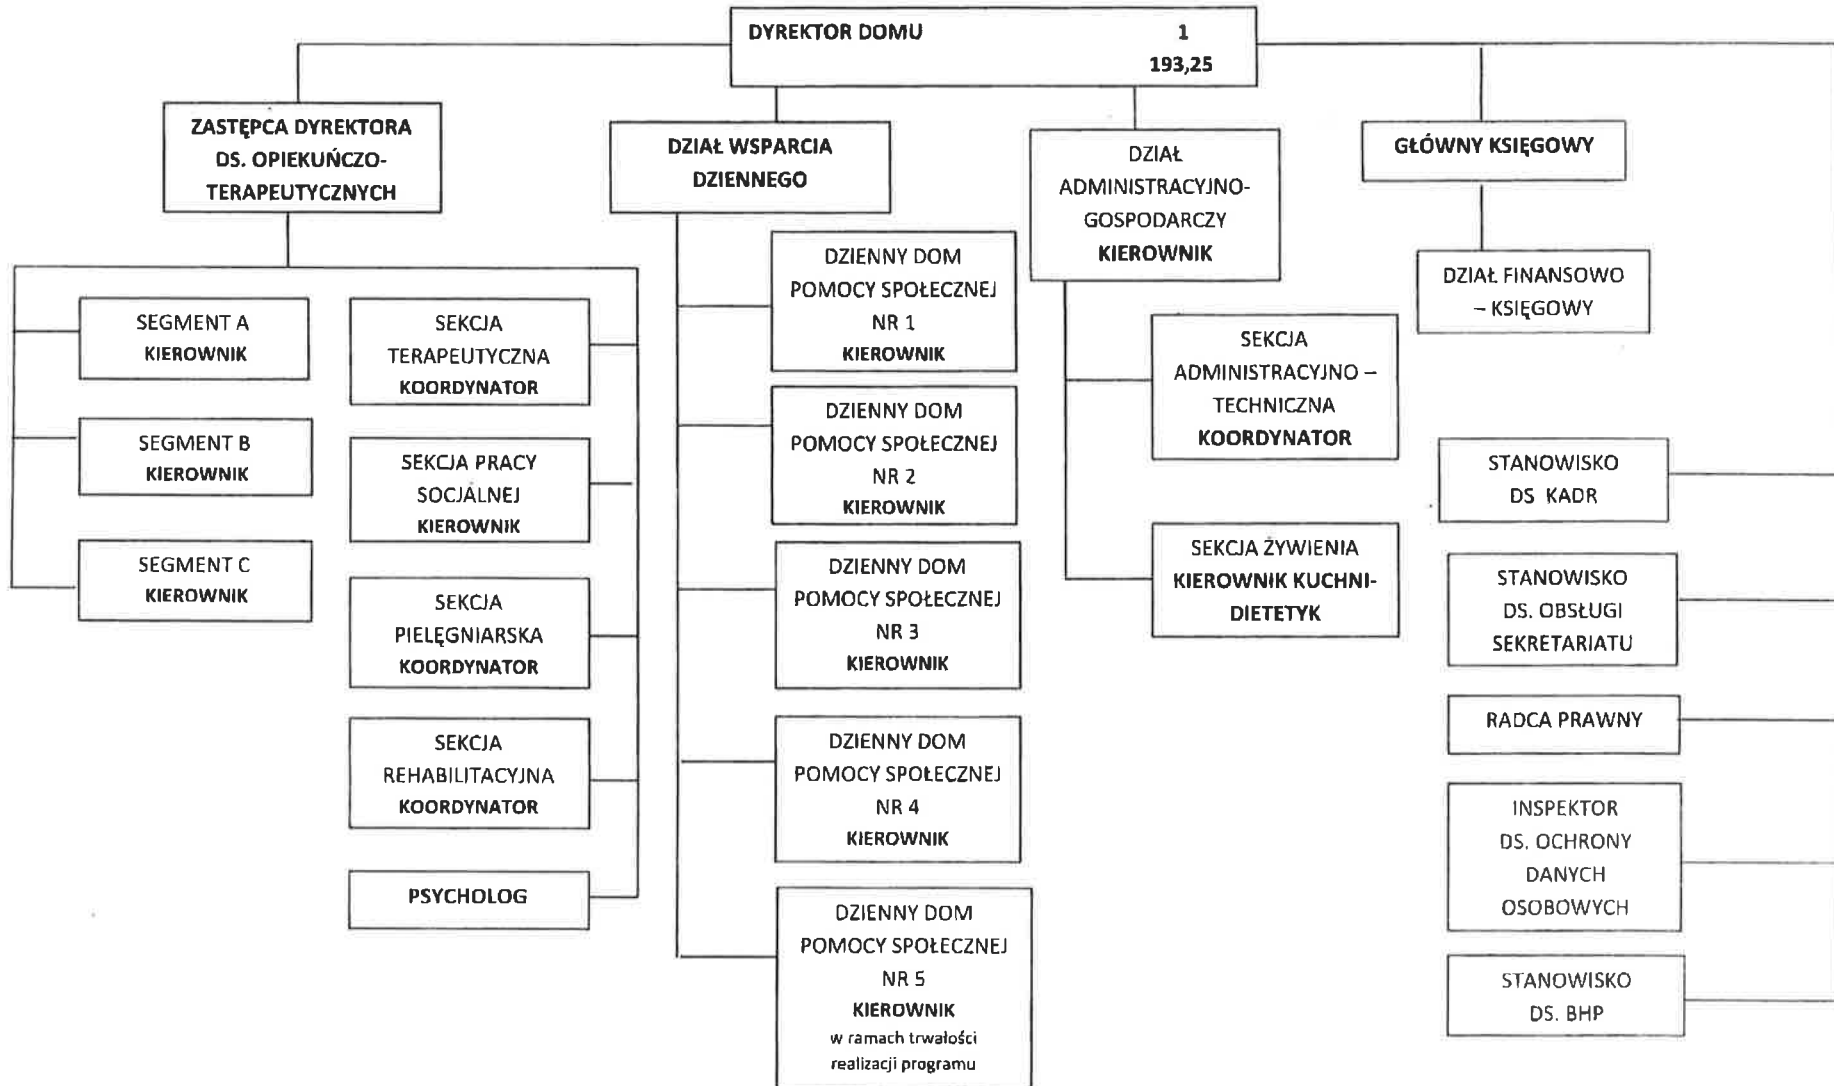 DYREKTOR DOMU 1
193,25
ZASTĘPCA DYREKTORA
DS. OPIEKUŃCZO-
TERAPEUTYCZNYCH
SEGMENT A
KIEROWNIK
SEGMENT B
KIEROWNIK
SEGMENT C
KIEROWNIK
SEKCJA
TERAPEUTYCZNA
KOORDYNATOR
SEKCJA PRACY
SOCJALNEJ
KIEROWNIK
SEKCJA
PIELĘGNIARSKA
KOORDYNATOR
SEKCJA
REHABILITACYJNA
KOORDYNATOR
PSYCHOLOG
DZIAŁ WSPARCIA
DZIENNEGO
DZIENNY DOM
POMOCY SPOŁECZNEJ
NR 1
KIEROWNIK
DZIENNY DOM
POMOCY SPOŁECZNEJ
NR 2
KIEROWNIK
DZIENNY DOM
POMOCY SPOŁECZNEJ
NR 3
KIEROWNIK
DZIENNY DOM
POMOCY SPOŁECZNEJ
NR 4
KIEROWNIK
DZIENNY DOM
POMOCY SPOŁECZNEJ
NR 5
KIEROWNIK
w ramach trwałości
realizacji programu
DZIAŁ
ADMINISTRACYJNO-
GOSPODARCZY
KIEROWNIK
SEKCJA
ADMINISTRACYJNO –
TECHNICZNA
KOORDYNATOR
SEKCJA ŻYWIENIA
KIEROWNIK KUCHNI-
DIETETYK
GŁÓWNY KSIĘGOWY
DZIAŁ FINANSOWO
– KSIĘGOWY
STANOWISKO
DS KADR
STANOWISKO
DS. OBSŁUGI
SEKRETARIATU
RADCA PRAWNY
INSPEKTOR
DS. OCHRONY
DANYCH
OSOBOWYCH
STANOWISKO
DS. BHP